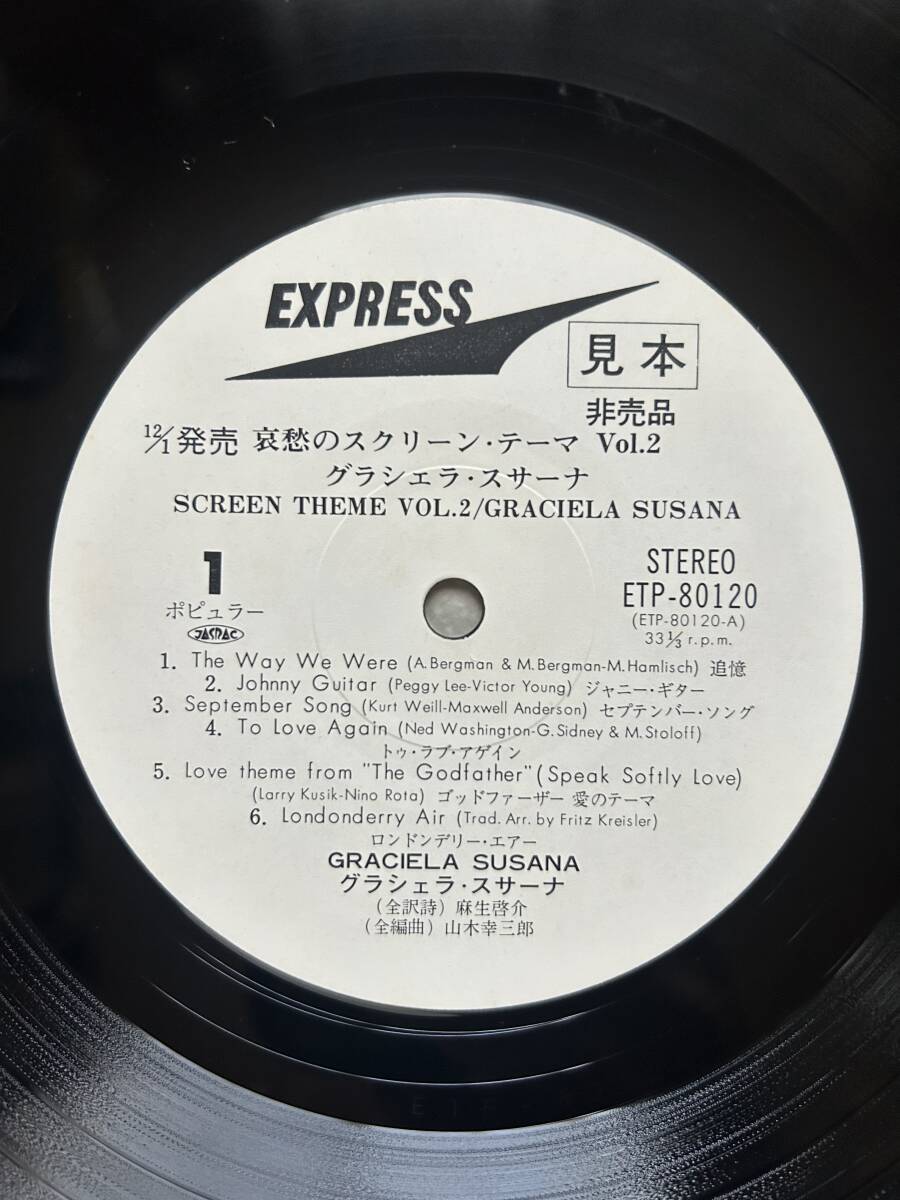 EXPRESS
見本
非売品
12/1発売 哀愁のスクリーン・テーマ Vol.2
グラシェラ・スサーナ
SCREEN THEME VOL.2/GRACIELA SUSANA
1
ポピュラー
JASRAC
STEREO
ETP-80120
(ETP-80120-A)
33⅓ r.p.m.
1. The Way We Were (A.Bergman & M.Bergman-M.Hamlisch) 追憶
2. Johnny Guitar (Peggy Lee-Victor Young) ジャニー・ギター
3. September Song (Kurt Weill-Maxwell Anderson) セプテンバー・ソング
4. To Love Again (Ned Washington-G.Sidney & M.Stoloff)
トゥ・ラブ・アゲイン
5. Love theme from "The Godfather" (Speak Softly Love)
(Larry Kusik-Nino Rota) ゴッドファーザー 愛のテーマ
6. Londonderry Air (Trad. Arr. by Fritz Kreisler)
ロンドンデリー・エアー
GRACIELA SUSANA
グラシェラ・スサーナ
(全訳詩) 麻生啓介
(全編曲) 山木幸三郎